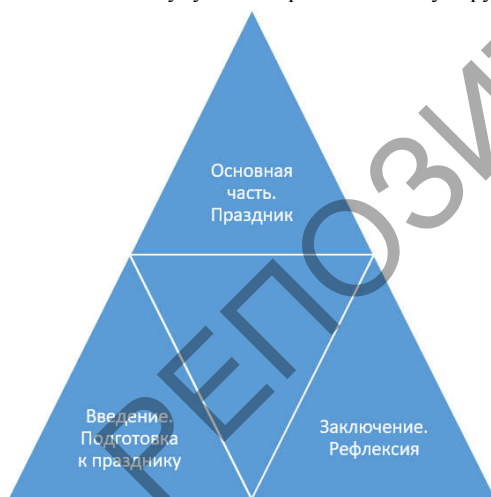 Основная
часть.
Праздник
Введение.
Подготовка
к празднику
Заключение.
Рефлексия
РЕПОЗИ